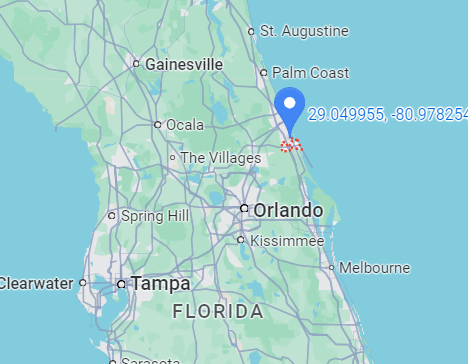 St. Augustine
Gainesville
Palm Coast
29.049955, -80.978254
Ocala
The Villages
Orlando
Spring Hill
Kissimmee
Melbourne
Clearwater
Tampa
FLORIDA
Sarasota